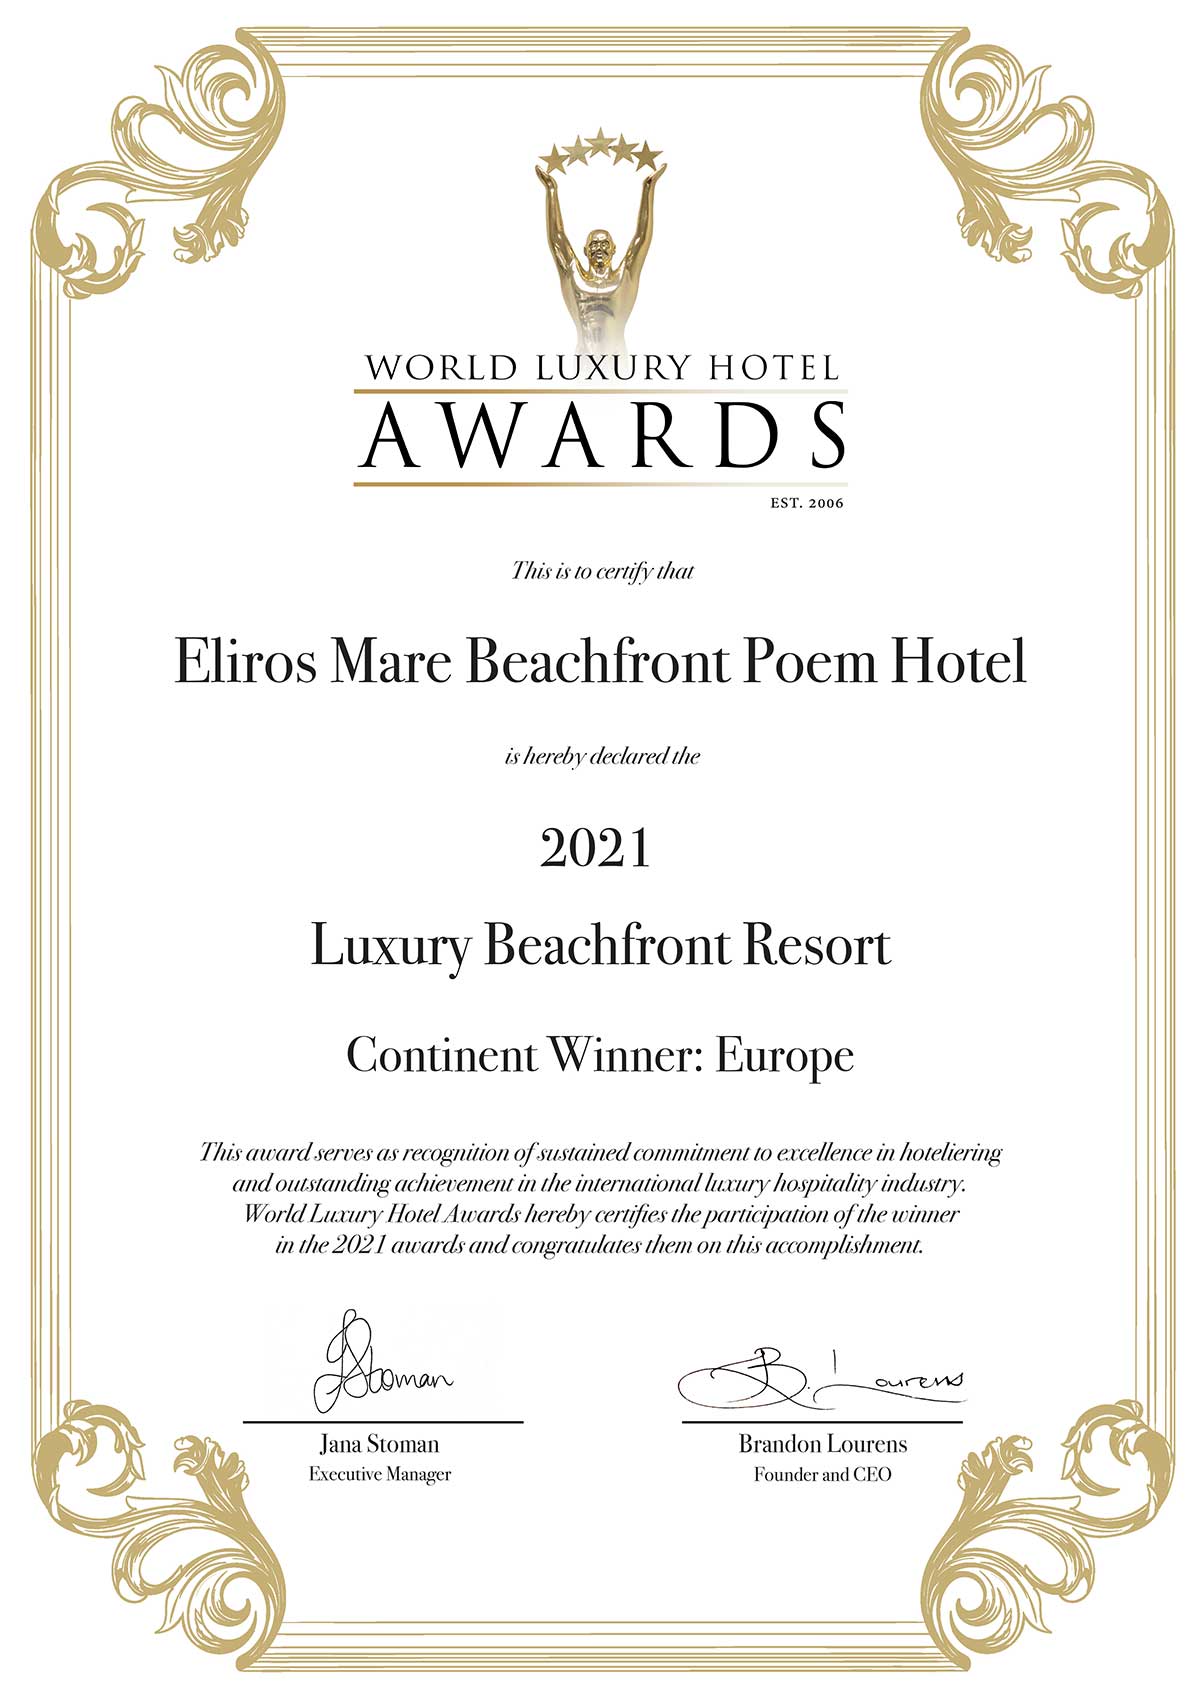 WORLD LUXURY HOTEL
AWARDS
EST. 2006
This is to certify that
Eliros Mare Beachfront Poem Hotel
is hereby declared the
2021
Luxury Beachfront Resort
Continent Winner: Europe
This award serves as recognition of sustained commitment to excellence in hoteliering
and outstanding achievement in the international luxury hospitality industry.
World Luxury Hotel Awards hereby certifies the participation of the winner
in the 2021 awards and congratulates them on this accomplishment.
JStoman
B. Lourens
Jana Stoman
Brandon Lourens
Executive Manager
Founder and CEO